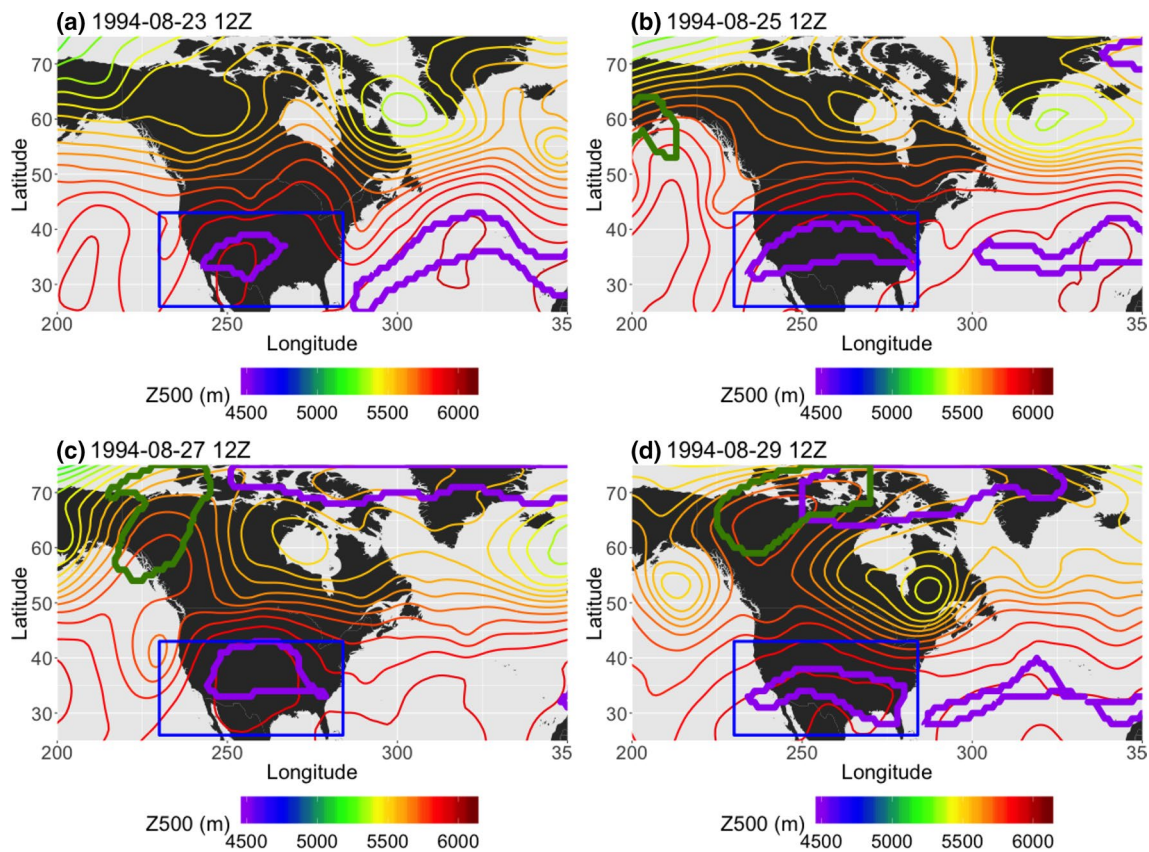 (a) 1994-08-23 12Z
70
60
50
40
30
Latitude
200 250 300 35
Longitude
Z500 (m)
4500 5000 5500 6000
(b) 1994-08-25 12Z
70
60
50
40
30
Latitude
200 250 300 35
Longitude
Z500 (m)
4500 5000 5500 6000
(c) 1994-08-27 12Z
70
60
50
40
30
Latitude
200 250 300 35
Longitude
Z500 (m)
4500 5000 5500 6000
(d) 1994-08-29 12Z
70
60
50
40
30
Latitude
200 250 300 35
Longitude
Z500 (m)
4500 5000 5500 6000